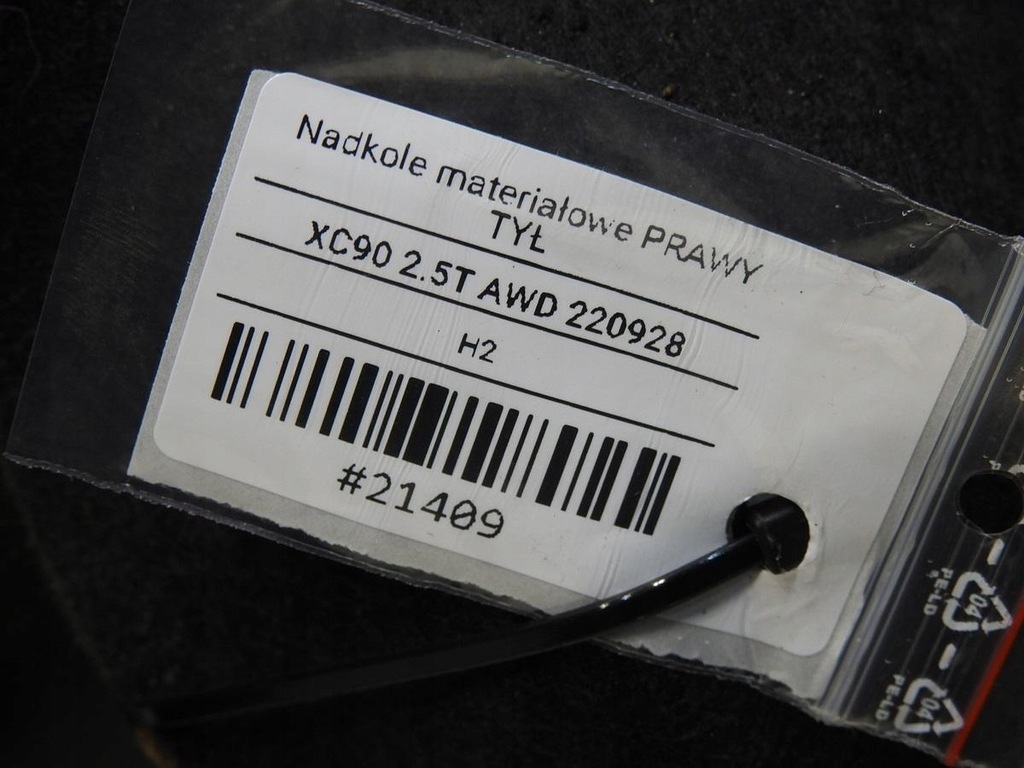 Nadkole materiałowe PRAWY
TYŁ
XC90 2.5T AWD 220928
H2
#21409
04
PE-LD
04
PE-LD